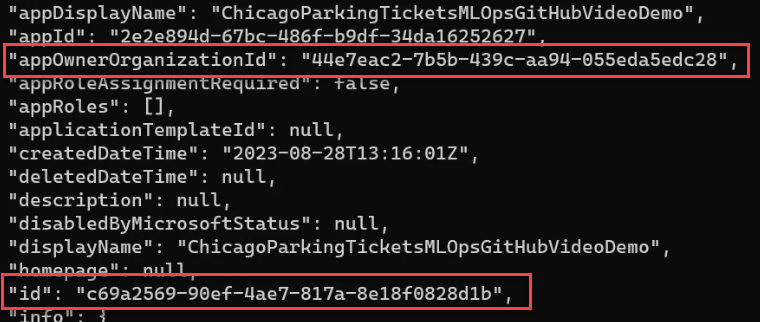 "appDisplayName": "ChicagoParkingTicketsMLOpsGitHubVideoDemo",
"appId": "2e2e894d-67bc-486f-b9df-34da16252627",
"appOwnerOrganizationId": "44e7eac2-7b5b-439c-aa94-055eda5edc28",
"appRoleAssignmentRequired": false,
"appRoles": [],
"applicationTemplateId": null,
"createdDateTime": "2023-08-28T13:16:01Z",
"deletedDateTime": null,
"description": null,
"disabledByMicrosoftStatus": null,
"displayName": "ChicagoParkingTicketsMLOpsGitHubVideoDemo",
"homepage": null,
"id": "c69a2569-90ef-4ae7-817a-8e18f0828d1b",
"info": {